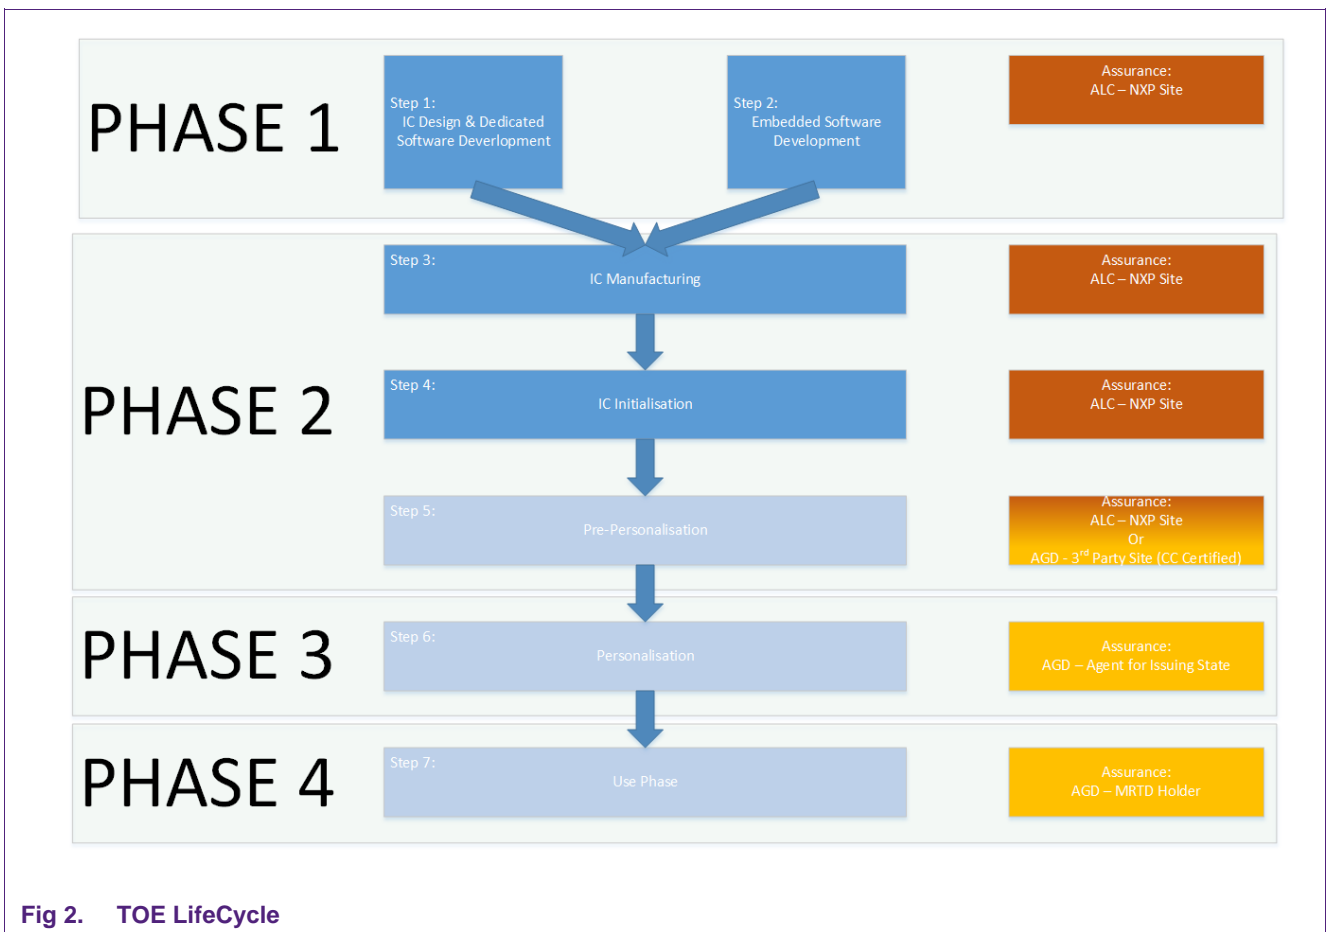 PHASE 1
Step 1:
IC Design & Dedicated
Software Deverlopment
Step 2:
Embedded Software
Development
Assurance:
ALC – NXP Site
PHASE 2
Step 3:
IC Manufacturing
Assurance:
ALC – NXP Site
Step 4:
IC Initialisation
Assurance:
ALC – NXP Site
Step 5:
Pre-Personalisation
Assurance:
ALC – NXP Site
Or
AGD - 3rd Party Site (CC Certified)
PHASE 3
Step 6:
Personalisation
Assurance:
AGD – Agent for Issuing State
PHASE 4
Step 7:
Use Phase
Assurance:
AGD – MRTD Holder
Fig 2. TOE LifeCycle